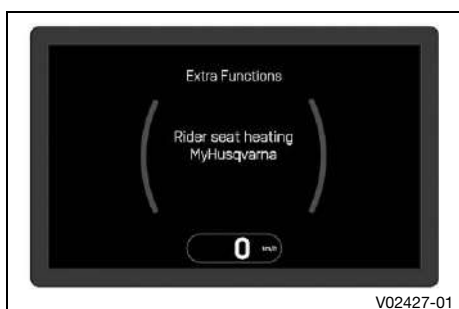 Extra Functions
Rider seat heating
MyHusqvarna
0 km/h
V02427-01